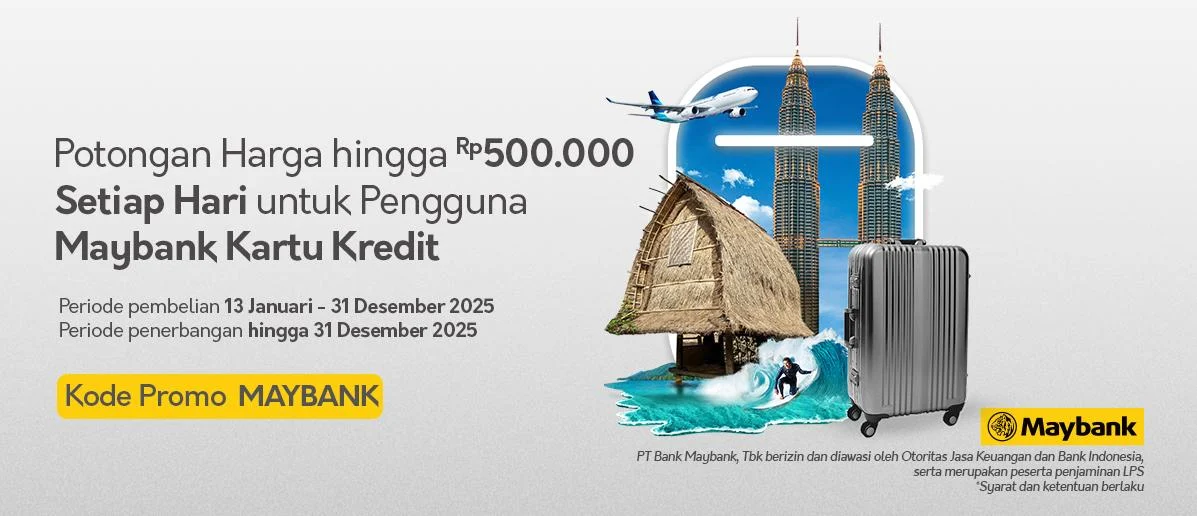 Potongan Harga hingga Rp500.000
Setiap Hari untuk Pengguna
Maybank Kartu Kredit
Periode pembelian 13 Januari - 31 Desember 2025
Periode penerbangan hingga 31 Desember 2025
Kode Promo MAYBANK
Maybank
PT Bank Maybank, Tbk berizin dan diawasi oleh Otoritas Jasa Keuangan dan Bank Indonesia,
serta merupakan peserta penjaminan LPS
*Syarat dan ketentuan berlaku